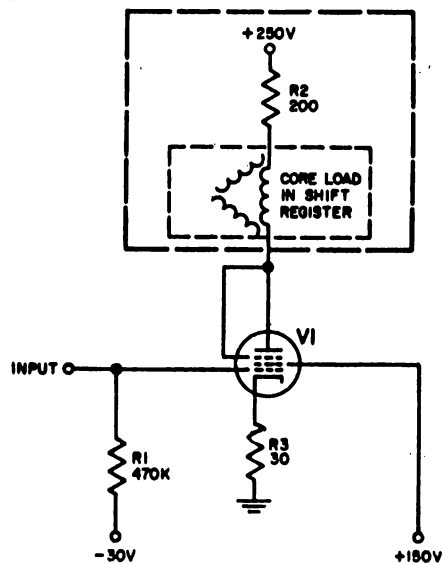 +250V
R2
200
CORE LOAD
IN SHIFT
REGISTER
V1
INPUT
R1
470K
R3
30
-30V
+150V